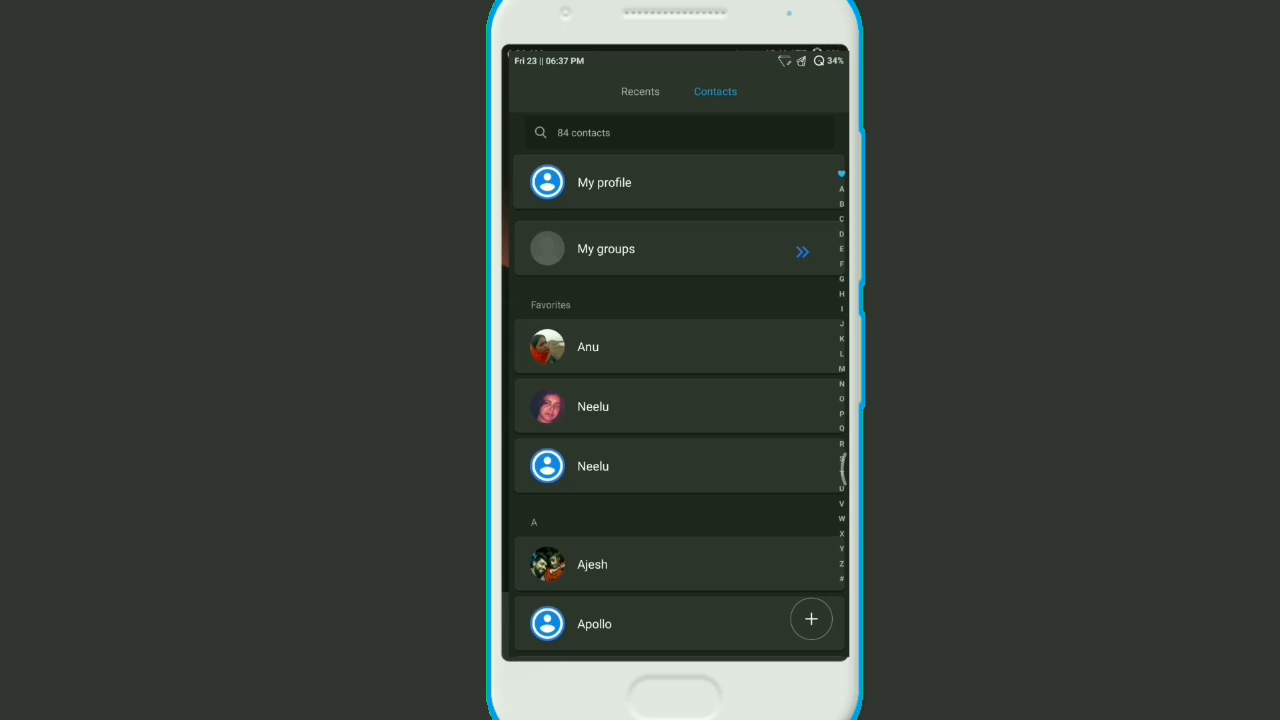 Fri 23 || 06:37 PM
34%
Recents
Contacts
84 contacts
My profile
My groups
Favorites
Anu
Neelu
Neelu
A
Ajesh
Apollo
A
B
C
D
E
F
G
H
I
J
K
L
M
N
O
P
Q
R
S
U
V
W
X
Y
Z
#